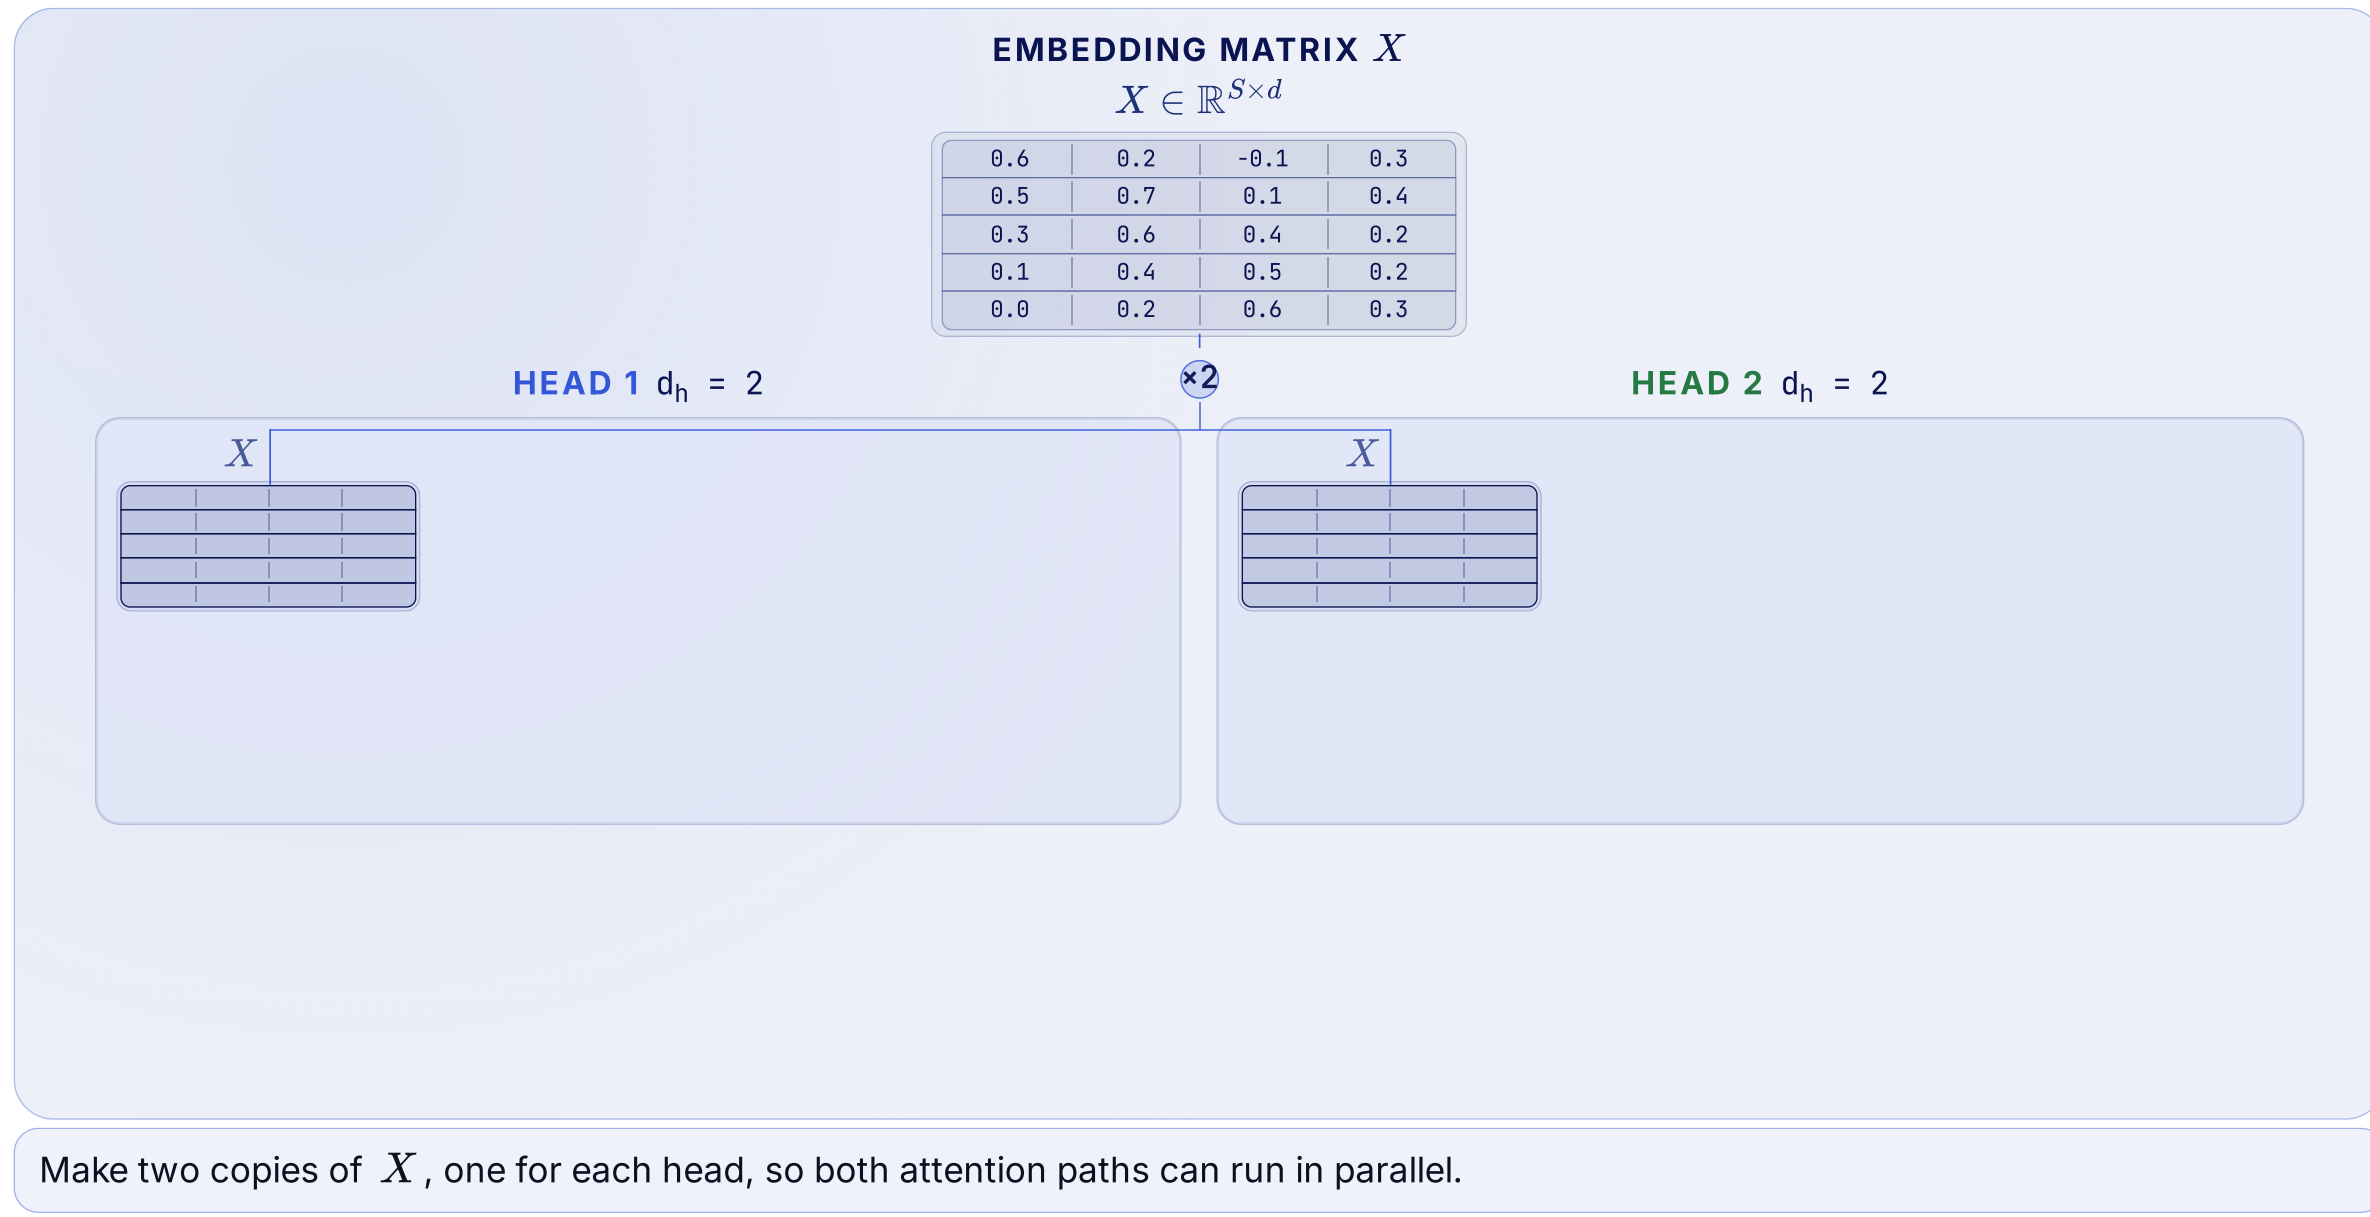 EMBEDDING MATRIX X
X ∈ ℝ^{S×d}
0.6 0.2 -0.1 0.3
0.5 0.7 0.1 0.4
0.3 0.6 0.4 0.2
0.1 0.4 0.5 0.2
0.0 0.2 0.6 0.3
×2
HEAD 1 d_h = 2
X
HEAD 2 d_h = 2
X
Make two copies of X, one for each head, so both attention paths can run in parallel.